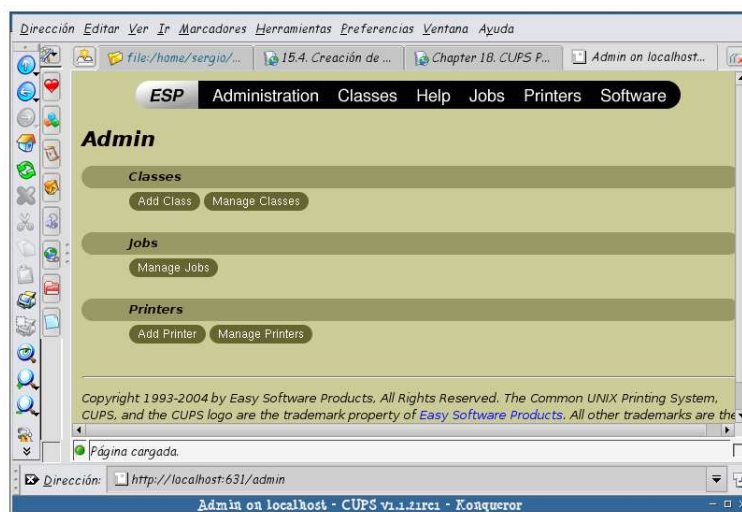 Dirección Editar Ver Ir Marcadores Herramientas Preferencias Ventana Ayuda
file:/home/sergio/... 15.4. Creación de ... Chapter 18. CUPS P... Admin on localhost...
ESP Administration Classes Help Jobs Printers Software
Admin
Classes
Add Class Manage Classes
Jobs
Manage Jobs
Printers
Add Printer Manage Printers
Copyright 1993-2004 by Easy Software Products, All Rights Reserved. The Common UNIX Printing System,
CUPS, and the CUPS logo are the trademark property of Easy Software Products. All other trademarks are the
Página cargada.
Dirección: http://localhost:631/admin
Admin on localhost - CUPS v1.1.21rc1 - Konqueror